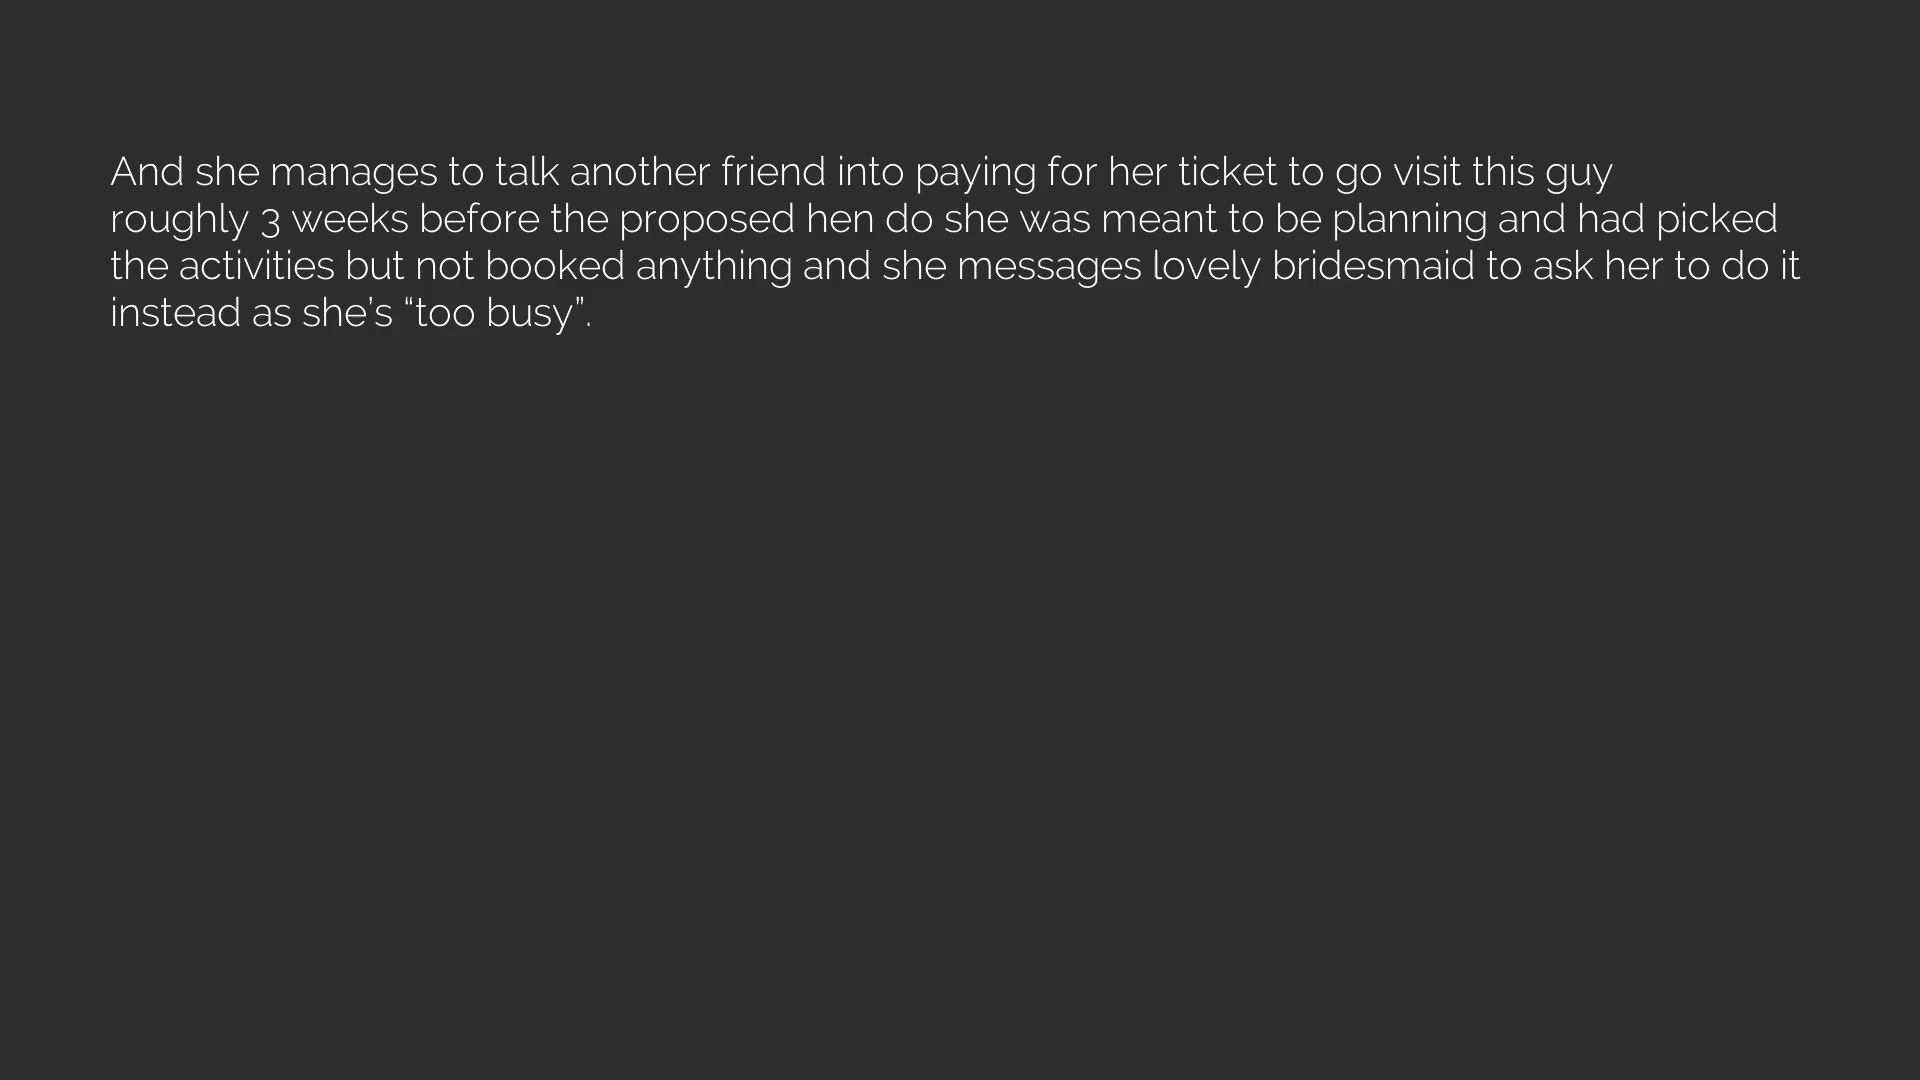 And she manages to talk another friend into paying for her ticket to go visit this guy
roughly 3 weeks before the proposed hen do she was meant to be planning and had picked
the activities but not booked anything and she messages lovely bridesmaid to ask her to do it
instead as she’s “too busy”.